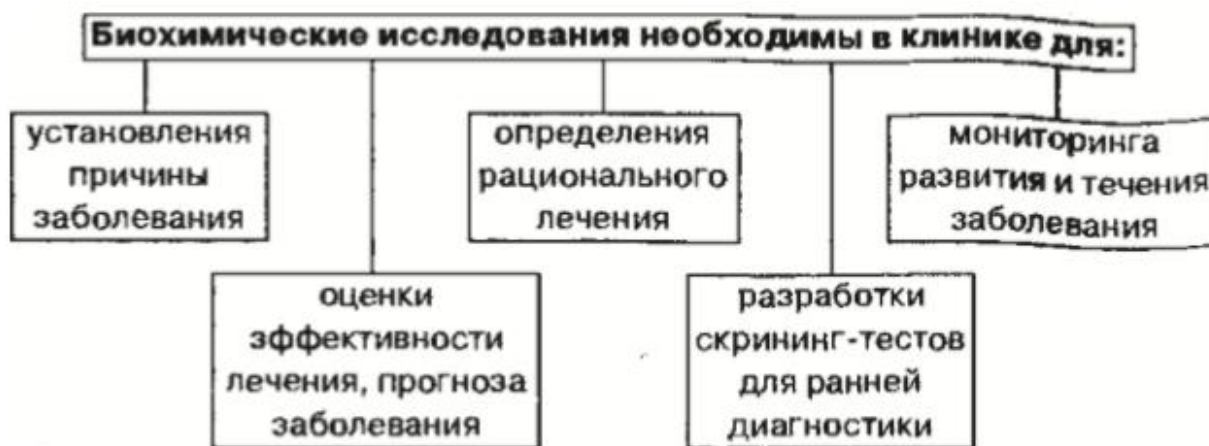 Биохимические исследования необходимы в клинике для:
установления
причины
заболевания
определения
рационального
лечения
мониторинга
развития и течения
заболевания
оценки
эффективности
лечения, прогноза
заболевания
разработки
скрининг-тестов
для ранней
диагностики